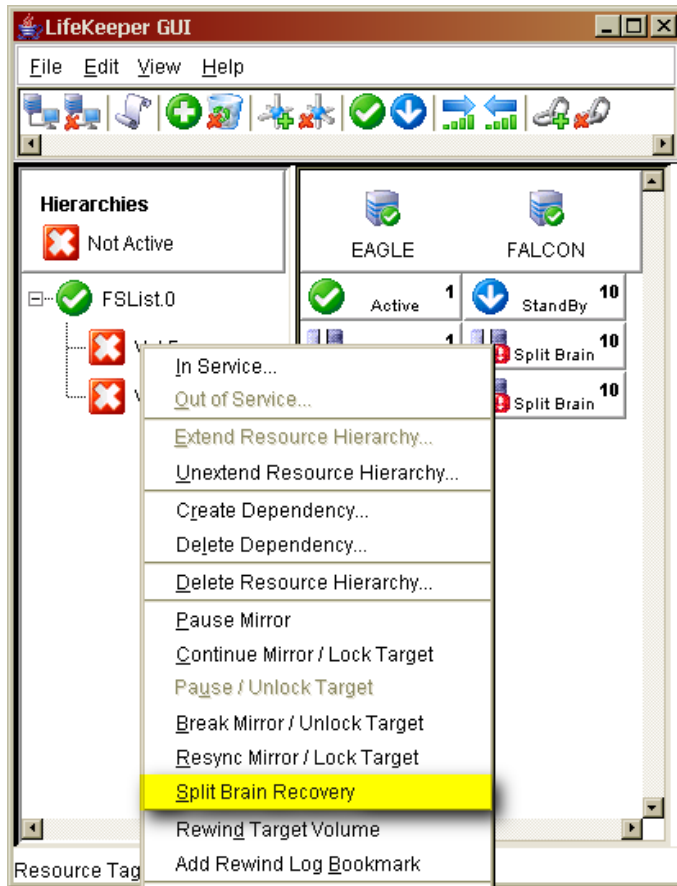 LifeKeeper GUI
File Edit View Help
Hierarchies
Not Active
EAGLE
FALCON
FSList.0
Active 1
StandBy 10
1
Split Brain 10
Split Brain 10
In Service...
Out of Service...
Extend Resource Hierarchy...
Unextend Resource Hierarchy...
Create Dependency...
Delete Dependency...
Delete Resource Hierarchy...
Pause Mirror
Continue Mirror / Lock Target
Pause / Unlock Target
Break Mirror / Unlock Target
Resync Mirror / Lock Target
Split Brain Recovery
Rewind Target Volume
Add Rewind Log Bookmark
Resource Tag